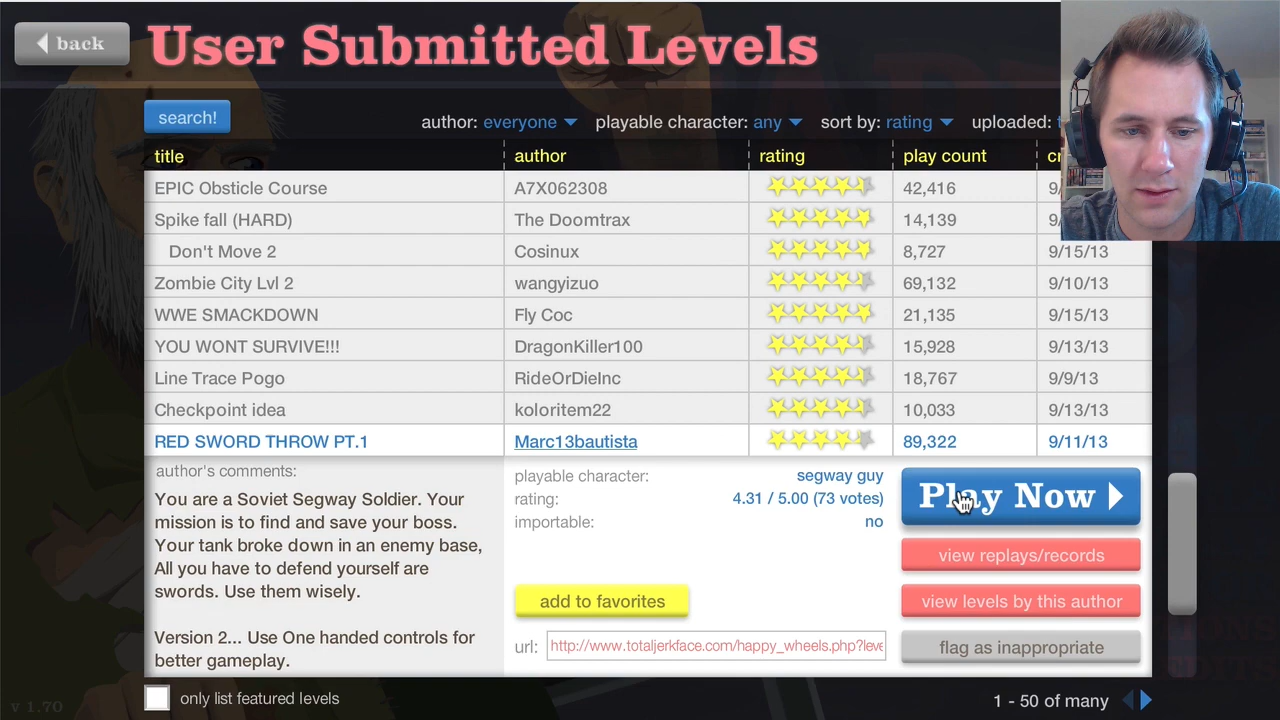 back
User Submitted Levels
search!
author: everyone playable character: any sort by: rating uploaded:
title author rating play count
EPIC Obsticle Course A7X062308 42,416
Spike fall (HARD) The Doomtrax 14,139
Don't Move 2 Cosinux 8,727 9/15/13
Zombie City Lvl 2 wangyizuo 69,132 9/10/13
WWE SMACKDOWN Fly Coc 21,135 9/15/13
YOU WONT SURVIVE!!! DragonKiller100 15,928 9/13/13
Line Trace Pogo RideOrDieInc 18,767 9/9/13
Checkpoint idea koloritem22 10,033 9/13/13
RED SWORD THROW PT.1 Marc13bautista 89,322 9/11/13
author's comments:
You are a Soviet Segway Soldier. Your
mission is to find and save your boss.
Your tank broke down in an enemy base,
All you have to defend yourself are
swords. Use them wisely.
Version 2... Use One handed controls for
better gameplay.
playable character: segway guy
rating: 4.31 / 5.00 (73 votes)
importable: no
add to favorites
url: http://www.totaljerkface.com/happy_wheels.php?leve
Play Now
view replays/records
view levels by this author
flag as inappropriate
only list featured levels
1 - 50 of many
v 1.70